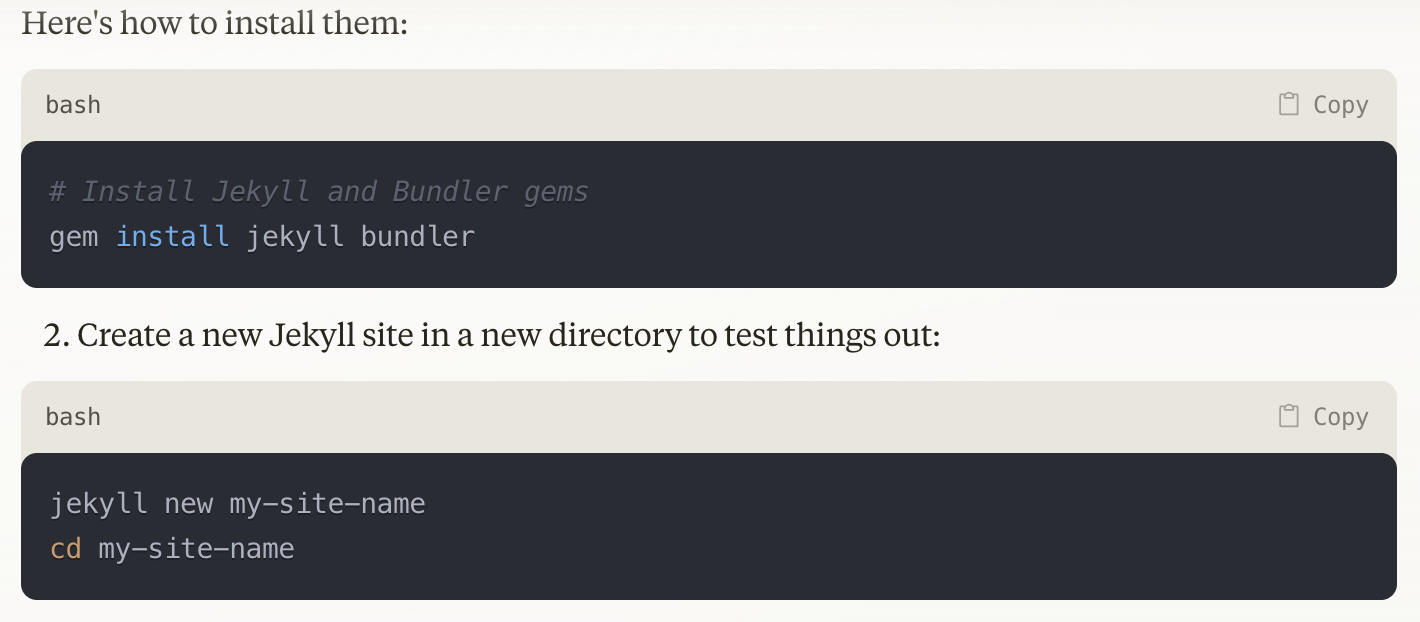 Here's how to install them:
bash
Copy
# Install Jekyll and Bundler gems
gem install jekyll bundler
2. Create a new Jekyll site in a new directory to test things out:
bash
Copy
jekyll new my-site-name
cd my-site-name